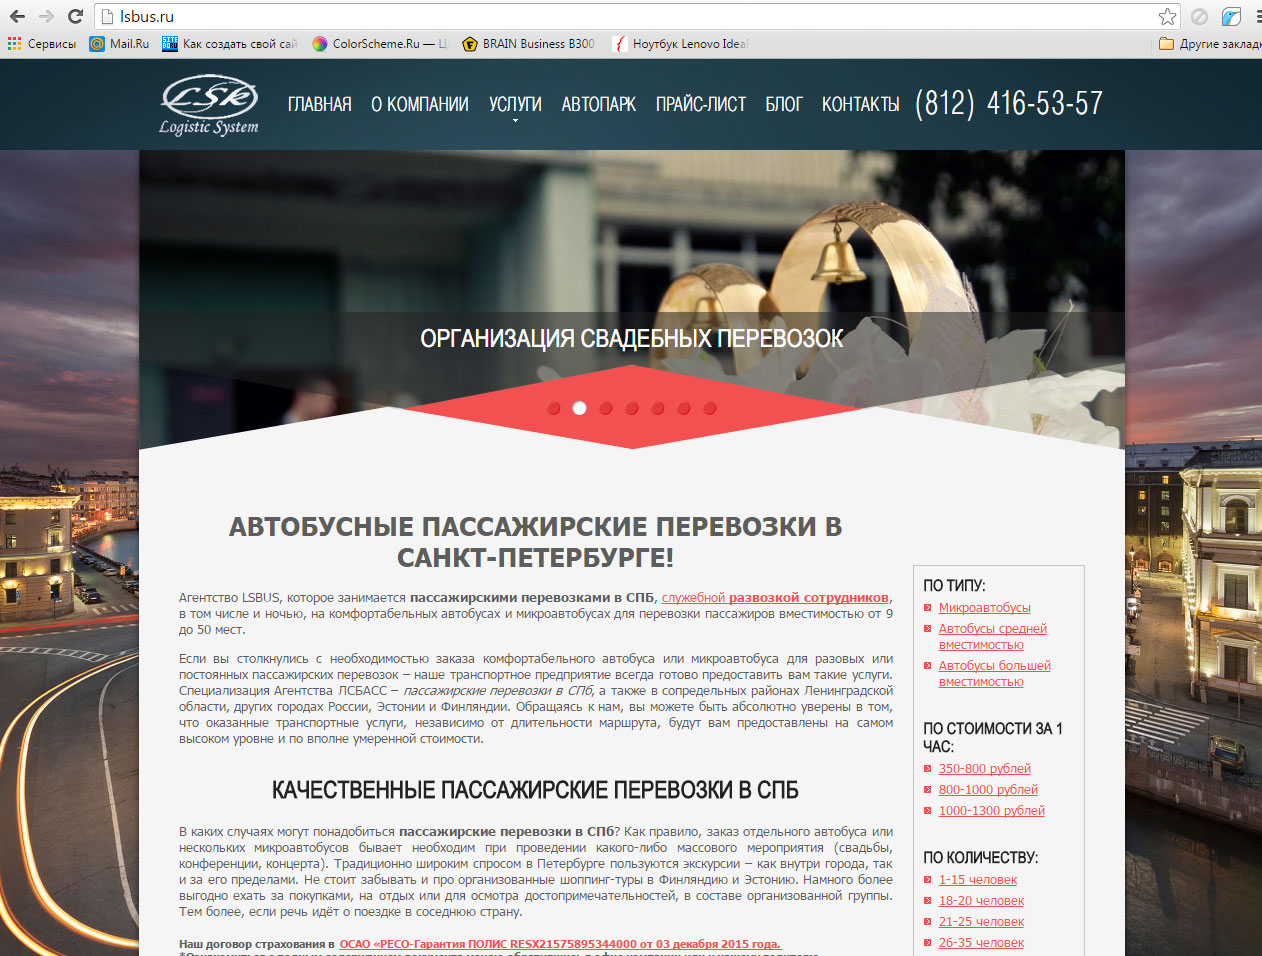 lsbus.ru
Сервисы Mail.Ru Как создать свой сай ColorScheme.Ru — Ц BRAIN Business B300 Ноутбук Lenovo Idea Другие заклад
LSk
Logistic System
ГЛАВНАЯ О КОМПАНИИ УСЛУГИ АВТОПАРК ПРАЙС-ЛИСТ БЛОГ КОНТАКТЫ (812) 416-53-57
ОРГАНИЗАЦИЯ СВАДЕБНЫХ ПЕРЕВОЗОК
АВТОБУСНЫЕ ПАССАЖИРСКИЕ ПЕРЕВОЗКИ В
САНКТ-ПЕТЕРБУРГЕ!
Агентство LSBUS, которое занимается пассажирскими перевозками в СПБ, служебной развозкой сотрудников,
в том числе и ночью, на комфортабельных автобусах и микроавтобусах для перевозки пассажиров вместимостью от 9
до 50 мест.
Если вы столкнулись с необходимостью заказа комфортабельного автобуса или микроавтобуса для разовых или
постоянных пассажирских перевозок – наше транспортное предприятие всегда готово предоставить вам такие услуги.
Специализация Агентства ЛСБАСС – пассажирские перевозки в СПб, а также в сопредельных районах Ленинградской
области, других городах России, Эстонии и Финляндии. Обращаясь к нам, вы можете быть абсолютно уверены в том,
что оказанные транспортные услуги, независимо от длительности маршрута, будут вам предоставлены на самом
высоком уровне и по вполне умеренной стоимости.
КАЧЕСТВЕННЫЕ ПАССАЖИРСКИЕ ПЕРЕВОЗКИ В СПБ
В каких случаях могут понадобиться пассажирские перевозки в СПб? Как правило, заказ отдельного автобуса или
нескольких микроавтобусов бывает необходим при проведении какого-либо массового мероприятия (свадьбы,
конференции, концерта). Традиционно широким спросом в Петербурге пользуются экскурсии – как внутри города, так
и за его пределами. Не стоит забывать и про организованные шоппинг-туры в Финляндию и Эстонию. Намного более
выгодно ехать за покупками, на отдых или для осмотра достопримечательностей, в составе организованной группы.
Тем более, если речь идёт о поездке в соседнюю страну.
Наш договор страхования в ОСАО «РЕСО-Гарантия ПОЛИС RESX21575895344000 от 03 декабря 2015 года.
ПО ТИПУ:
Микроавтобусы
Автобусы средней
вместимостью
Автобусы большей
вместимостью
ПО СТОИМОСТИ ЗА 1
ЧАС:
350-800 рублей
800-1000 рублей
1000-1300 рублей
ПО КОЛИЧЕСТВУ:
1-15 человек
18-20 человек
21-25 человек
26-35 человек